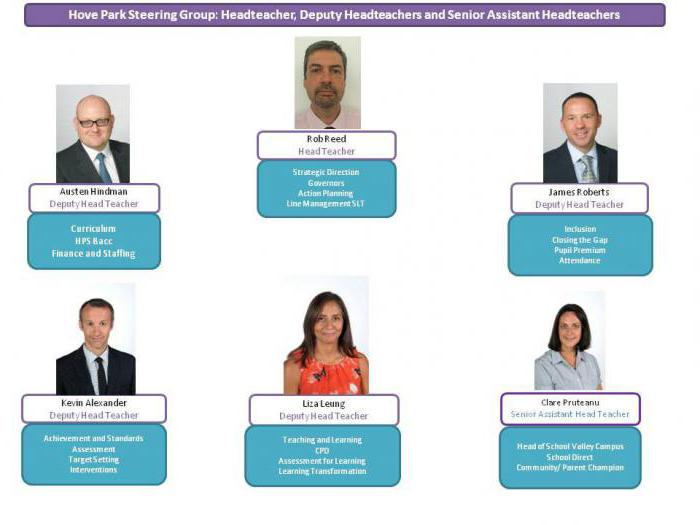 Hove Park Steering Group: Headteacher, Deputy Headteachers and Senior Assistant Headteachers
Rob Reed
Head Teacher
Strategic Direction
Governors
Action Planning
Line Management SLT
Austen Hindman
Deputy Head Teacher
Curriculum
HPS Bacc
Finance and Staffing
James Roberts
Deputy Head Teacher
Inclusion
Closing the Gap
Pupil Premium
Attendance
Kevin Alexander
Deputy Head Teacher
Achievement and Standards
Assessment
Target Setting
Interventions
Liza Leung
Deputy Head Teacher
Teaching and Learning
CPD
Assessment for Learning
Learning Transformation
Clare Pruteanu
Senior Assistant Head Teacher
Head of School Valley Campus
School Direct
Community/ Parent Champion